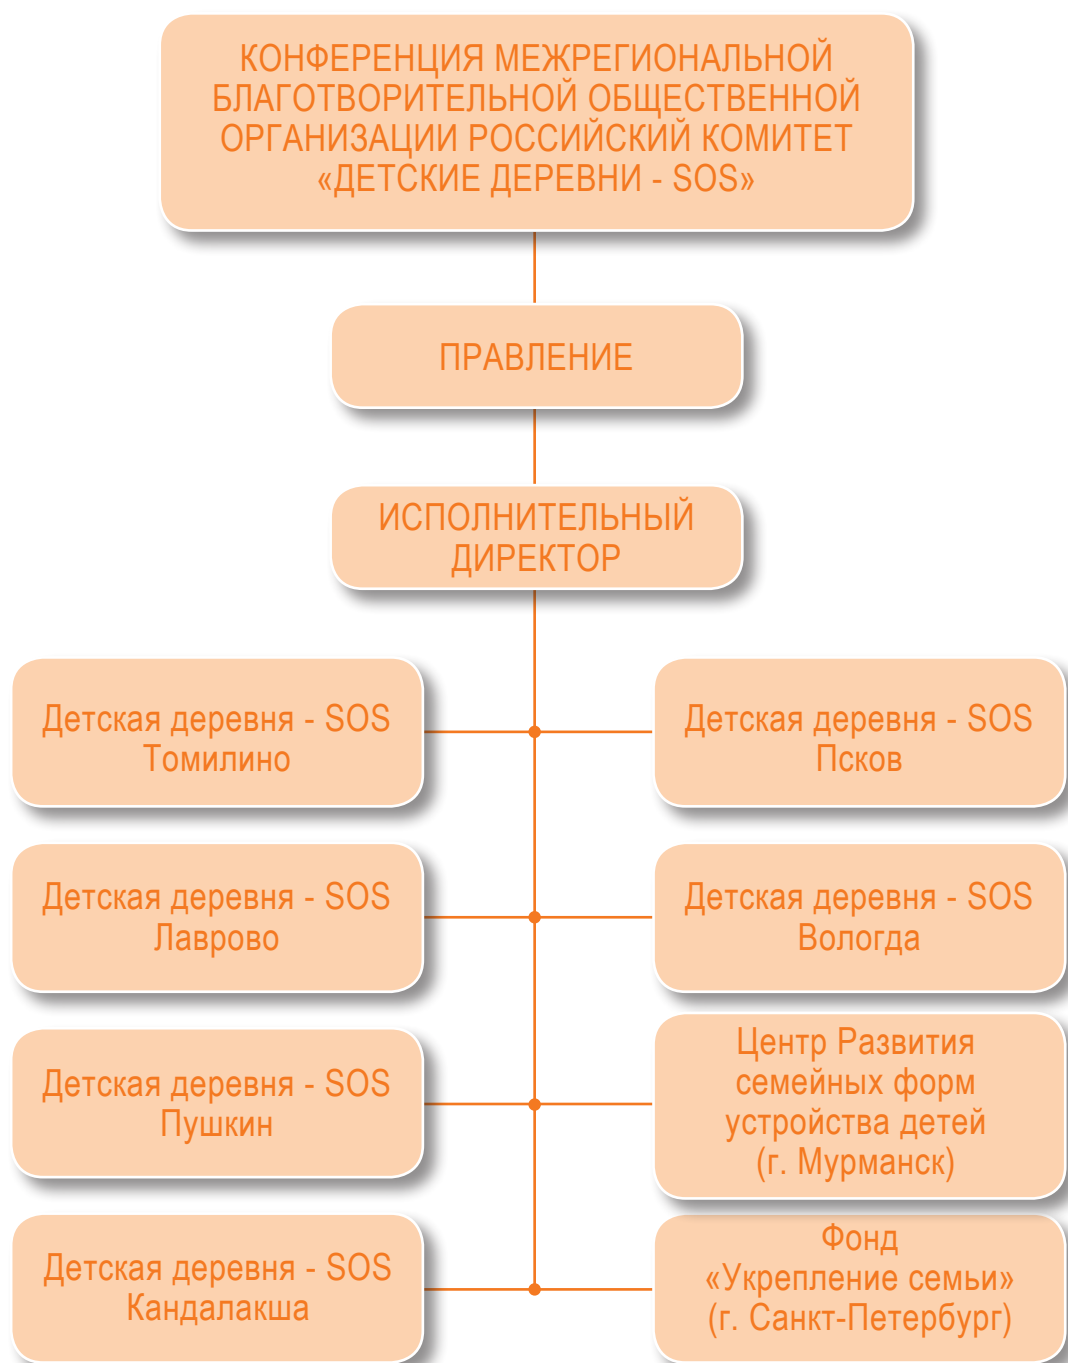 КОНФЕРЕНЦИЯ МЕЖРЕГИОНАЛЬНОЙ
БЛАГОТВОРИТЕЛЬНОЙ ОБЩЕСТВЕННОЙ
ОРГАНИЗАЦИИ РОССИЙСКИЙ КОМИТЕТ
«ДЕТСКИЕ ДЕРЕВНИ - SOS»
ПРАВЛЕНИЕ
ИСПОЛНИТЕЛЬНЫЙ
ДИРЕКТОР
Детская деревня - SOS
Томилино
Детская деревня - SOS
Псков
Детская деревня - SOS
Лаврово
Детская деревня - SOS
Вологда
Детская деревня - SOS
Пушкин
Центр Развития
семейных форм
устройства детей
(г. Мурманск)
Детская деревня - SOS
Кандалакша
Фонд
«Укрепление семьи»
(г. Санкт-Петербург)